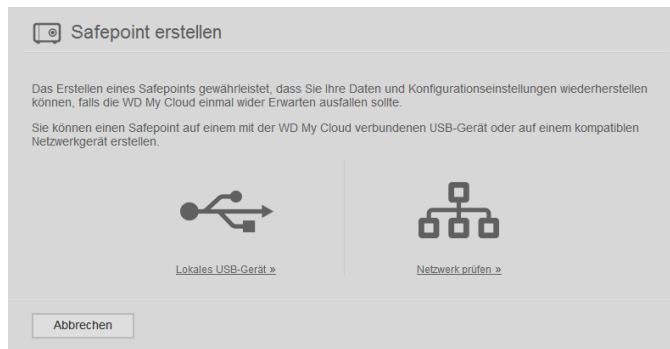 Safepoint erstellen
Das Erstellen eines Safepoints gewährleistet, dass Sie Ihre Daten und Konfigurationseinstellungen wiederherstellen
können, falls die WD My Cloud einmal wider Erwarten ausfallen sollte.
Sie können einen Safepoint auf einem mit der WD My Cloud verbundenen USB-Gerät oder auf einem kompatiblen
Netzwerkgerät erstellen.
Lokales USB-Gerät »
Netzwerk prüfen »
Abbrechen